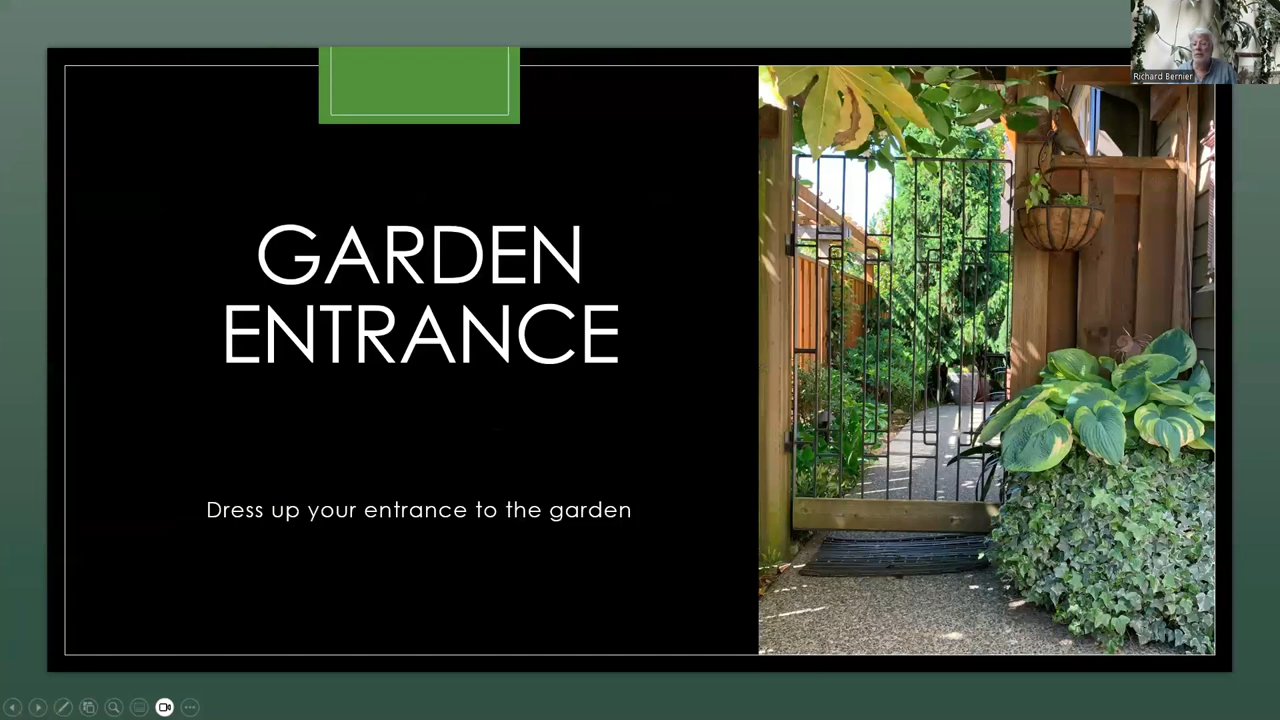 Richard Bernier
GARDEN
ENTRANCE
Dress up your entrance to the garden